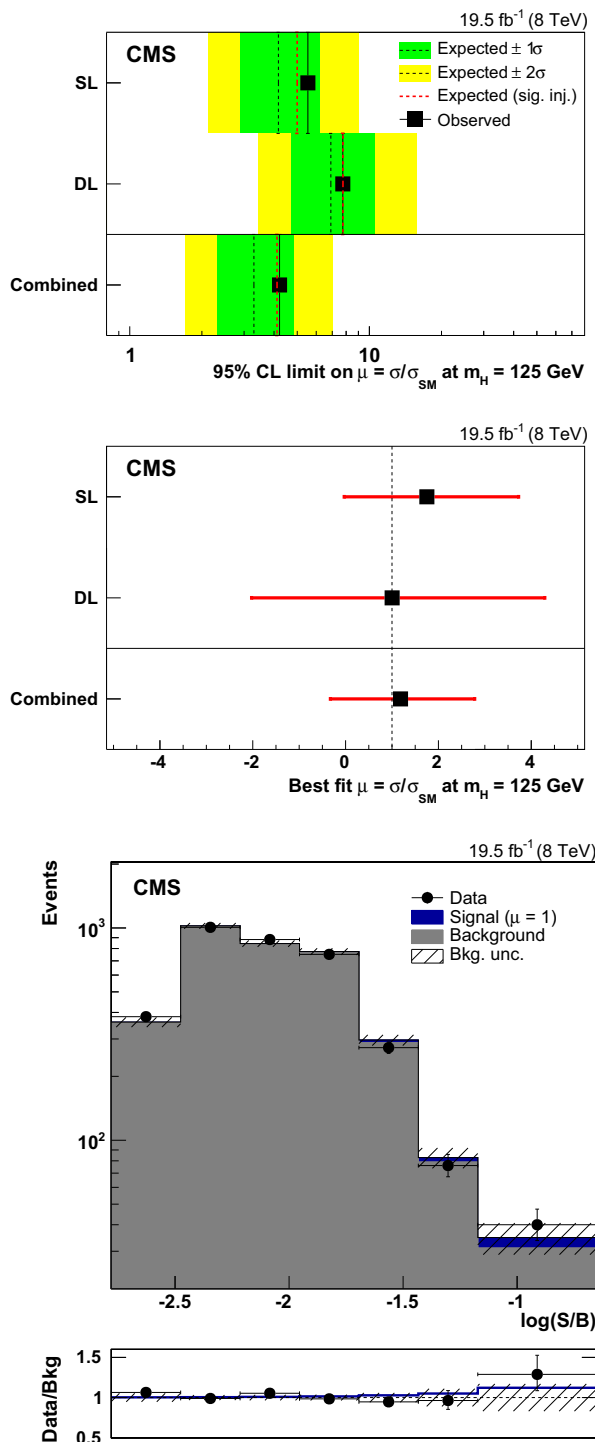 19.5 fb⁻¹ (8 TeV)
CMS
Expected ± 1σ
Expected ± 2σ
Expected (sig. inj.)
Observed
SL
DL
Combined
1 10
95% CL limit on μ = σ/σ_SM at m_H = 125 GeV
19.5 fb⁻¹ (8 TeV)
CMS
SL
DL
Combined
-4 -2 0 2 4
Best fit μ = σ/σ_SM at m_H = 125 GeV
19.5 fb⁻¹ (8 TeV)
CMS
Events
Data
Signal (μ = 1)
Background
Bkg. unc.
10³
10²
-2.5 -2 -1.5 -1
log(S/B)
Data/Bkg
1.5
1
0.5